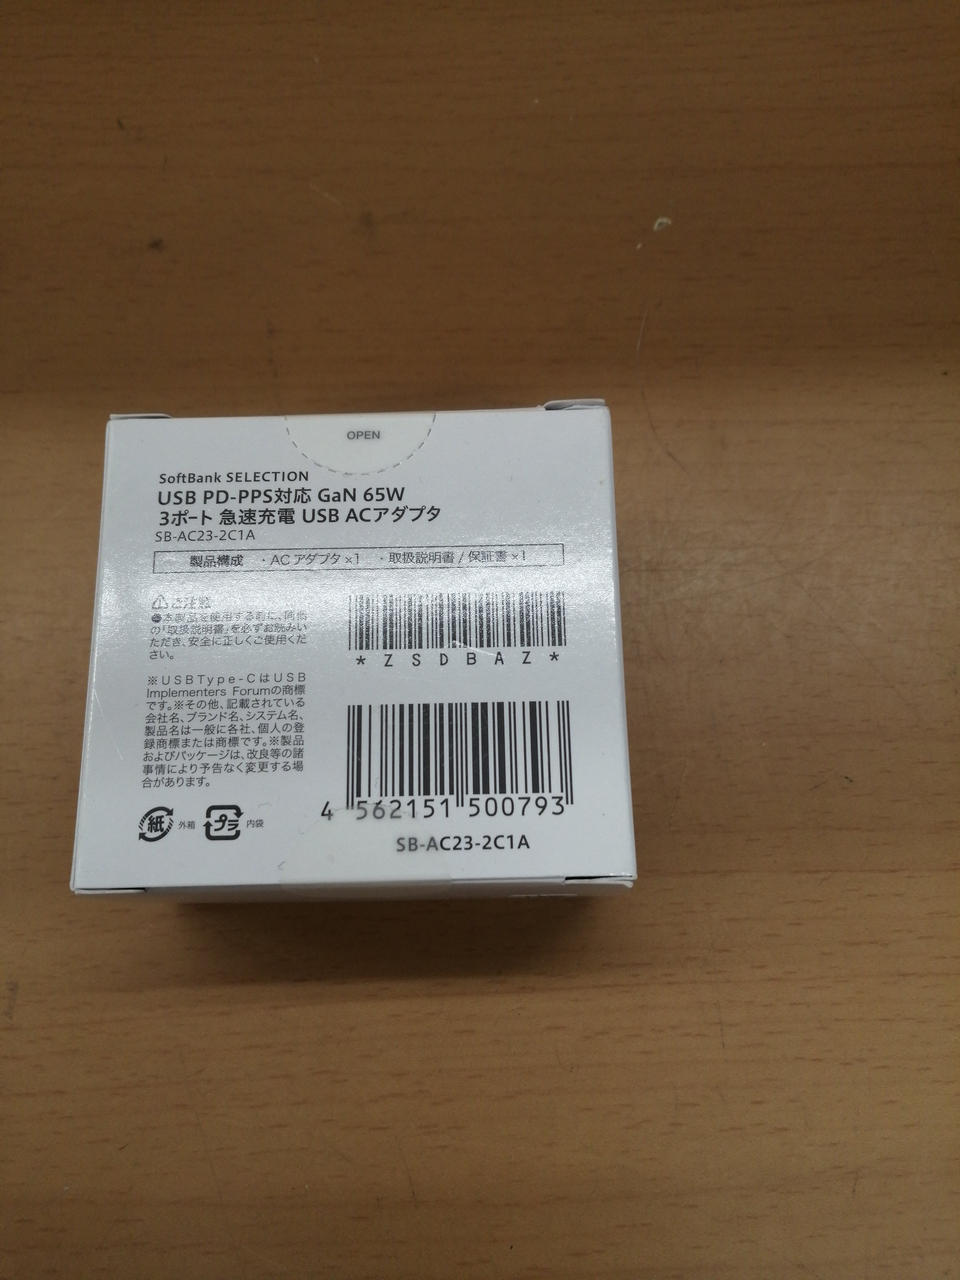 OPEN
SoftBank SELECTION
USB PD-PPS対応 GaN 65W
3ポート 急速充電 USB ACアダプタ
SB-AC23-2C1A
製品構成 ・AC アダプタ×1 ・取扱説明書 / 保証書×1
⚠ご注意
●本製品を使用する前に、同梱
の「取扱説明書」を必ずお読みい
ただき、安全に正しくご使用くだ
さい。
※USB Type-CはUSB
Implementers Forumの商標
です。※その他、記載されている
会社名、ブランド名、システム名、
製品名は一般に各社、個人の登
録商標または商標です。※製品
およびパッケージは、改良等の諸
事情により予告なく変更する場
合があります。
紙 外箱 プラ 内袋
* Z S D B A Z *
4 562151 500793
SB-AC23-2C1A